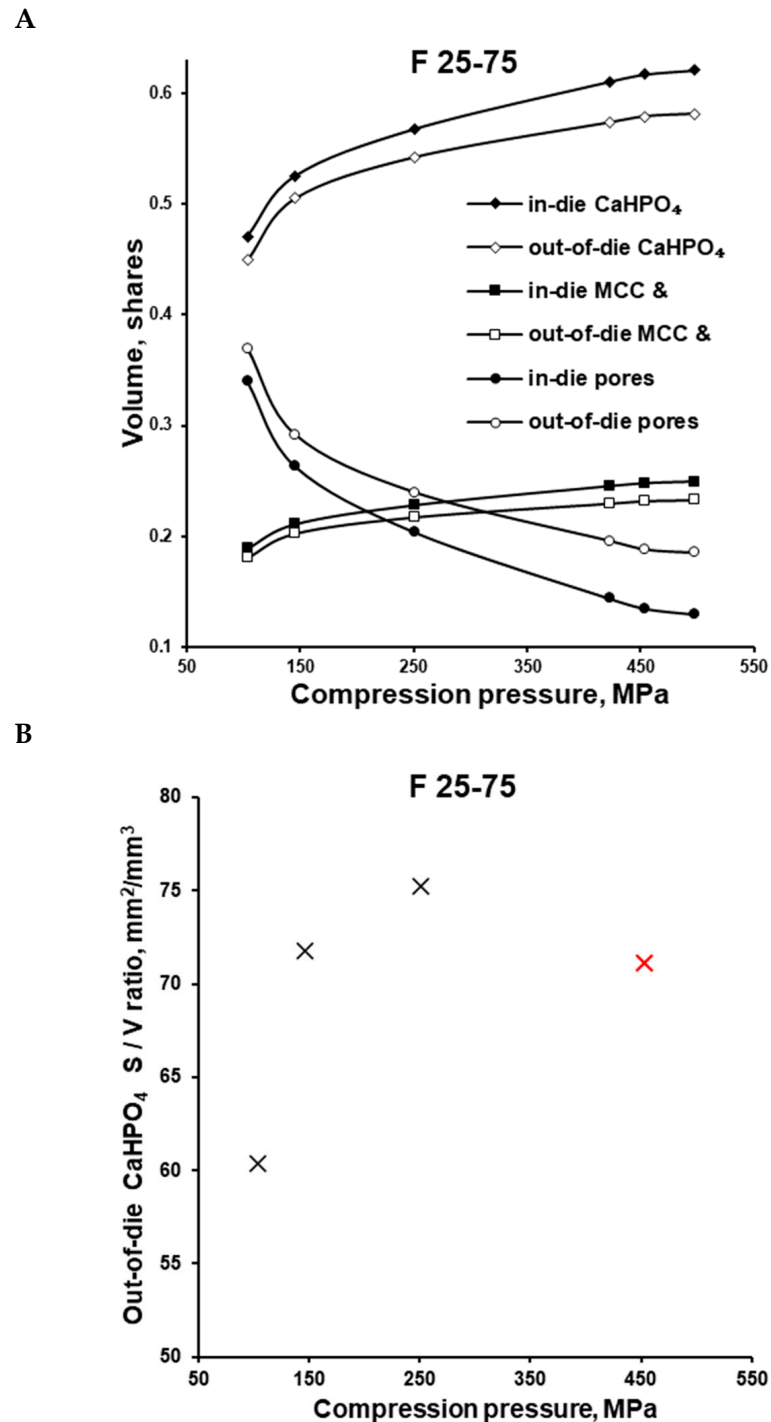 A
F 25-75
Volume, shares
0.6
0.5
0.4
0.3
0.2
0.1
in-die CaHPO₄
out-of-die CaHPO₄
in-die MCC &
out-of-die MCC &
in-die pores
out-of-die pores
50 150 250 350 450 550
Compression pressure, MPa
B
F 25-75
Out-of-die CaHPO₄ S / V ratio, mm²/mm³
80
75
70
65
60
55
50
50 150 250 350 450 550
Compression pressure, MPa